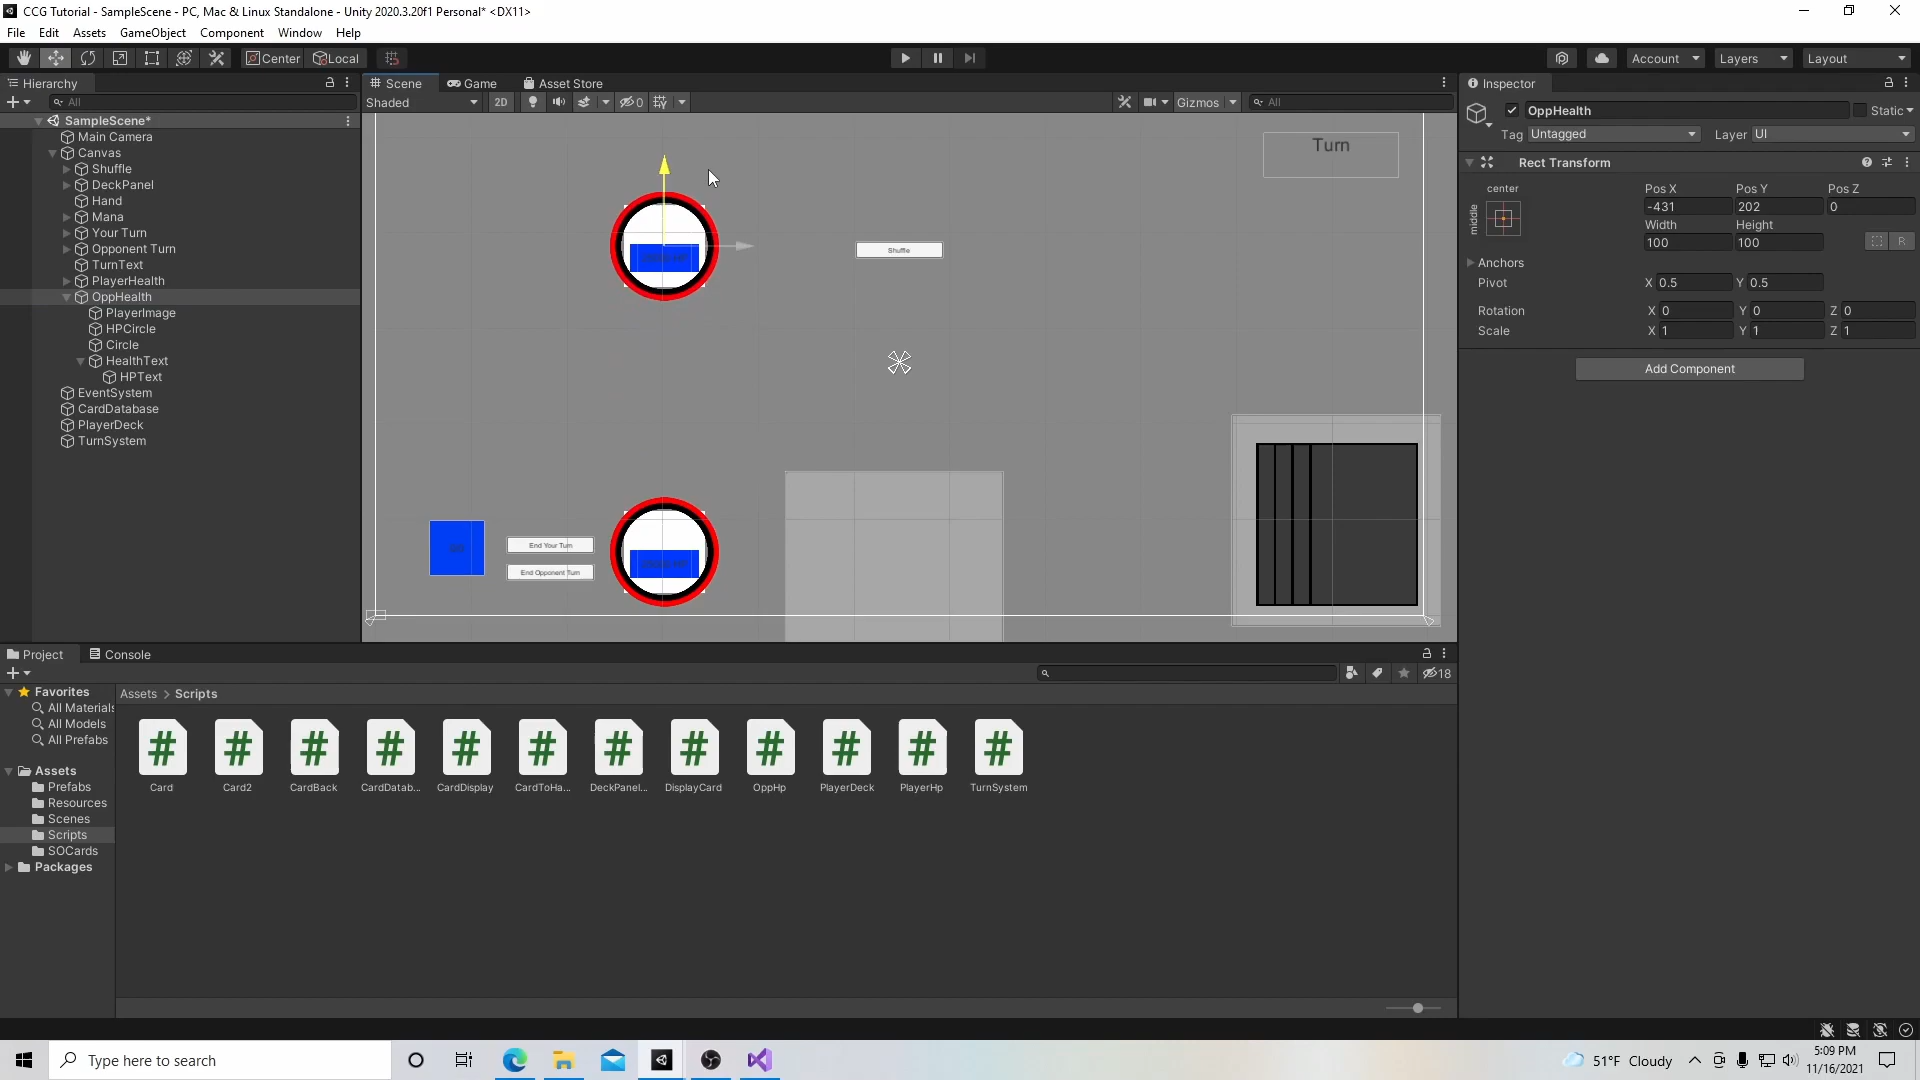 CCG Tutorial - SampleScene - PC, Mac & Linux Standalone - Unity 2020.3.20f1 Personal* <DX11>
File Edit Assets GameObject Component Window Help
Center Local Account Layers Layout
Hierarchy
All
SampleScene*
Main Camera
Canvas
Shuffle
DeckPanel
Hand
Mana
Your Turn
Opponent Turn
TurnText
PlayerHealth
OppHealth
PlayerImage
HPCircle
Circle
HealthText
HPText
EventSystem
CardDatabase
PlayerDeck
TurnSystem
Scene Game Asset Store
Shaded 2D 0 Gizmos All
Turn
Shuffle
End Your Turn
End Opponent Turn
Inspector
OppHealth Static
Tag Untagged Layer UI
Rect Transform
center
middle
Pos X Pos Y Pos Z
-431 202 0
Width Height
100 100
R
Anchors
Pivot X 0.5 Y 0.5
Rotation X 0 Y 0 Z 0
Scale X 1 Y 1 Z 1
Add Component
Project Console
18
Favorites
All Materials
All Models
All Prefabs
Assets
Prefabs
Resources
Scenes
Scripts
SOCards
Packages
Assets > Scripts
Card Card2 CardBack CardDatab... CardDisplay CardToHa... DeckPanel... DisplayCard OppHp PlayerDeck PlayerHp TurnSystem
Type here to search
51°F Cloudy
5:09 PM
11/16/2021